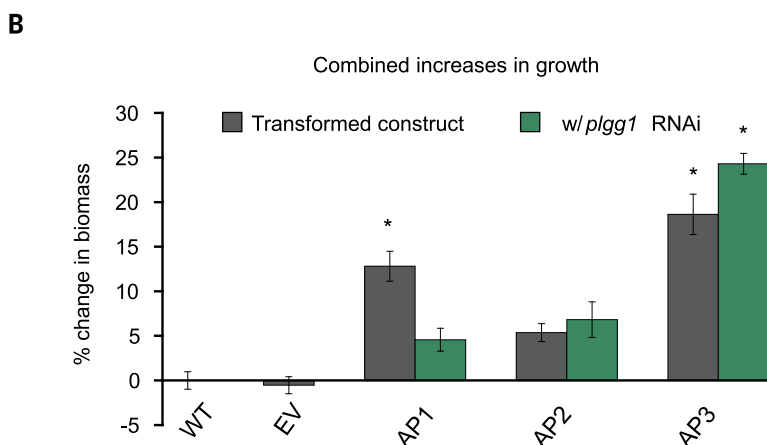 B
Combined increases in growth
Transformed construct
w/ plgg1 RNAi
% change in biomass
30
25
20
15
10
5
0
-5
*
*
*
WT
EV
AP1
AP2
AP3